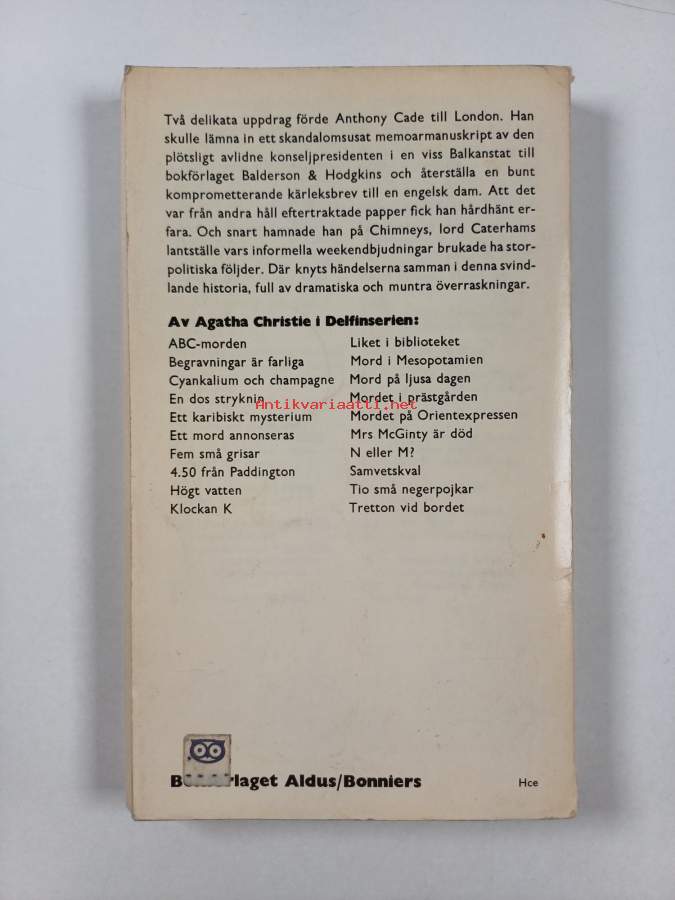 Två delikata uppdrag förde Anthony Cade till London. Han
skulle lämna in ett skandalomsusat memoarmanuskript av den
plötsligt avlidne konseljpresidenten i en viss Balkanstat till
bokförlaget Balderson & Hodgkins och återställa en bunt
komprometterande kärleksbrev till en engelsk dam. Att det
var från andra håll eftertraktade papper fick han hårdhänt er-
fara. Och snart hamnade han på Chimneys, lord Caterhams
lantställe vars informella weekendbjudningar brukade ha stor-
politiska följder. Där knyts händelserna samman i denna svind-
lande historia, full av dramatiska och muntra överraskningar.
Av Agatha Christie i Delfinserien:
ABC-morden
Begravningar är farliga
Cyankalium och champagne
En dos stryknin
Ett karibiskt mysterium
Ett mord annonseras
Fem små grisar
4.50 från Paddington
Högt vatten
Klockan K
Liket i biblioteket
Mord i Mesopotamien
Mord på ljusa dagen
Mordet i prästgården
Mordet på Orientexpressen
Mrs McGinty är död
N eller M?
Samvetskval
Tio små negerpojkar
Tretton vid bordet
Antikvariaatti.net
Aldus/Bonniers
Hce